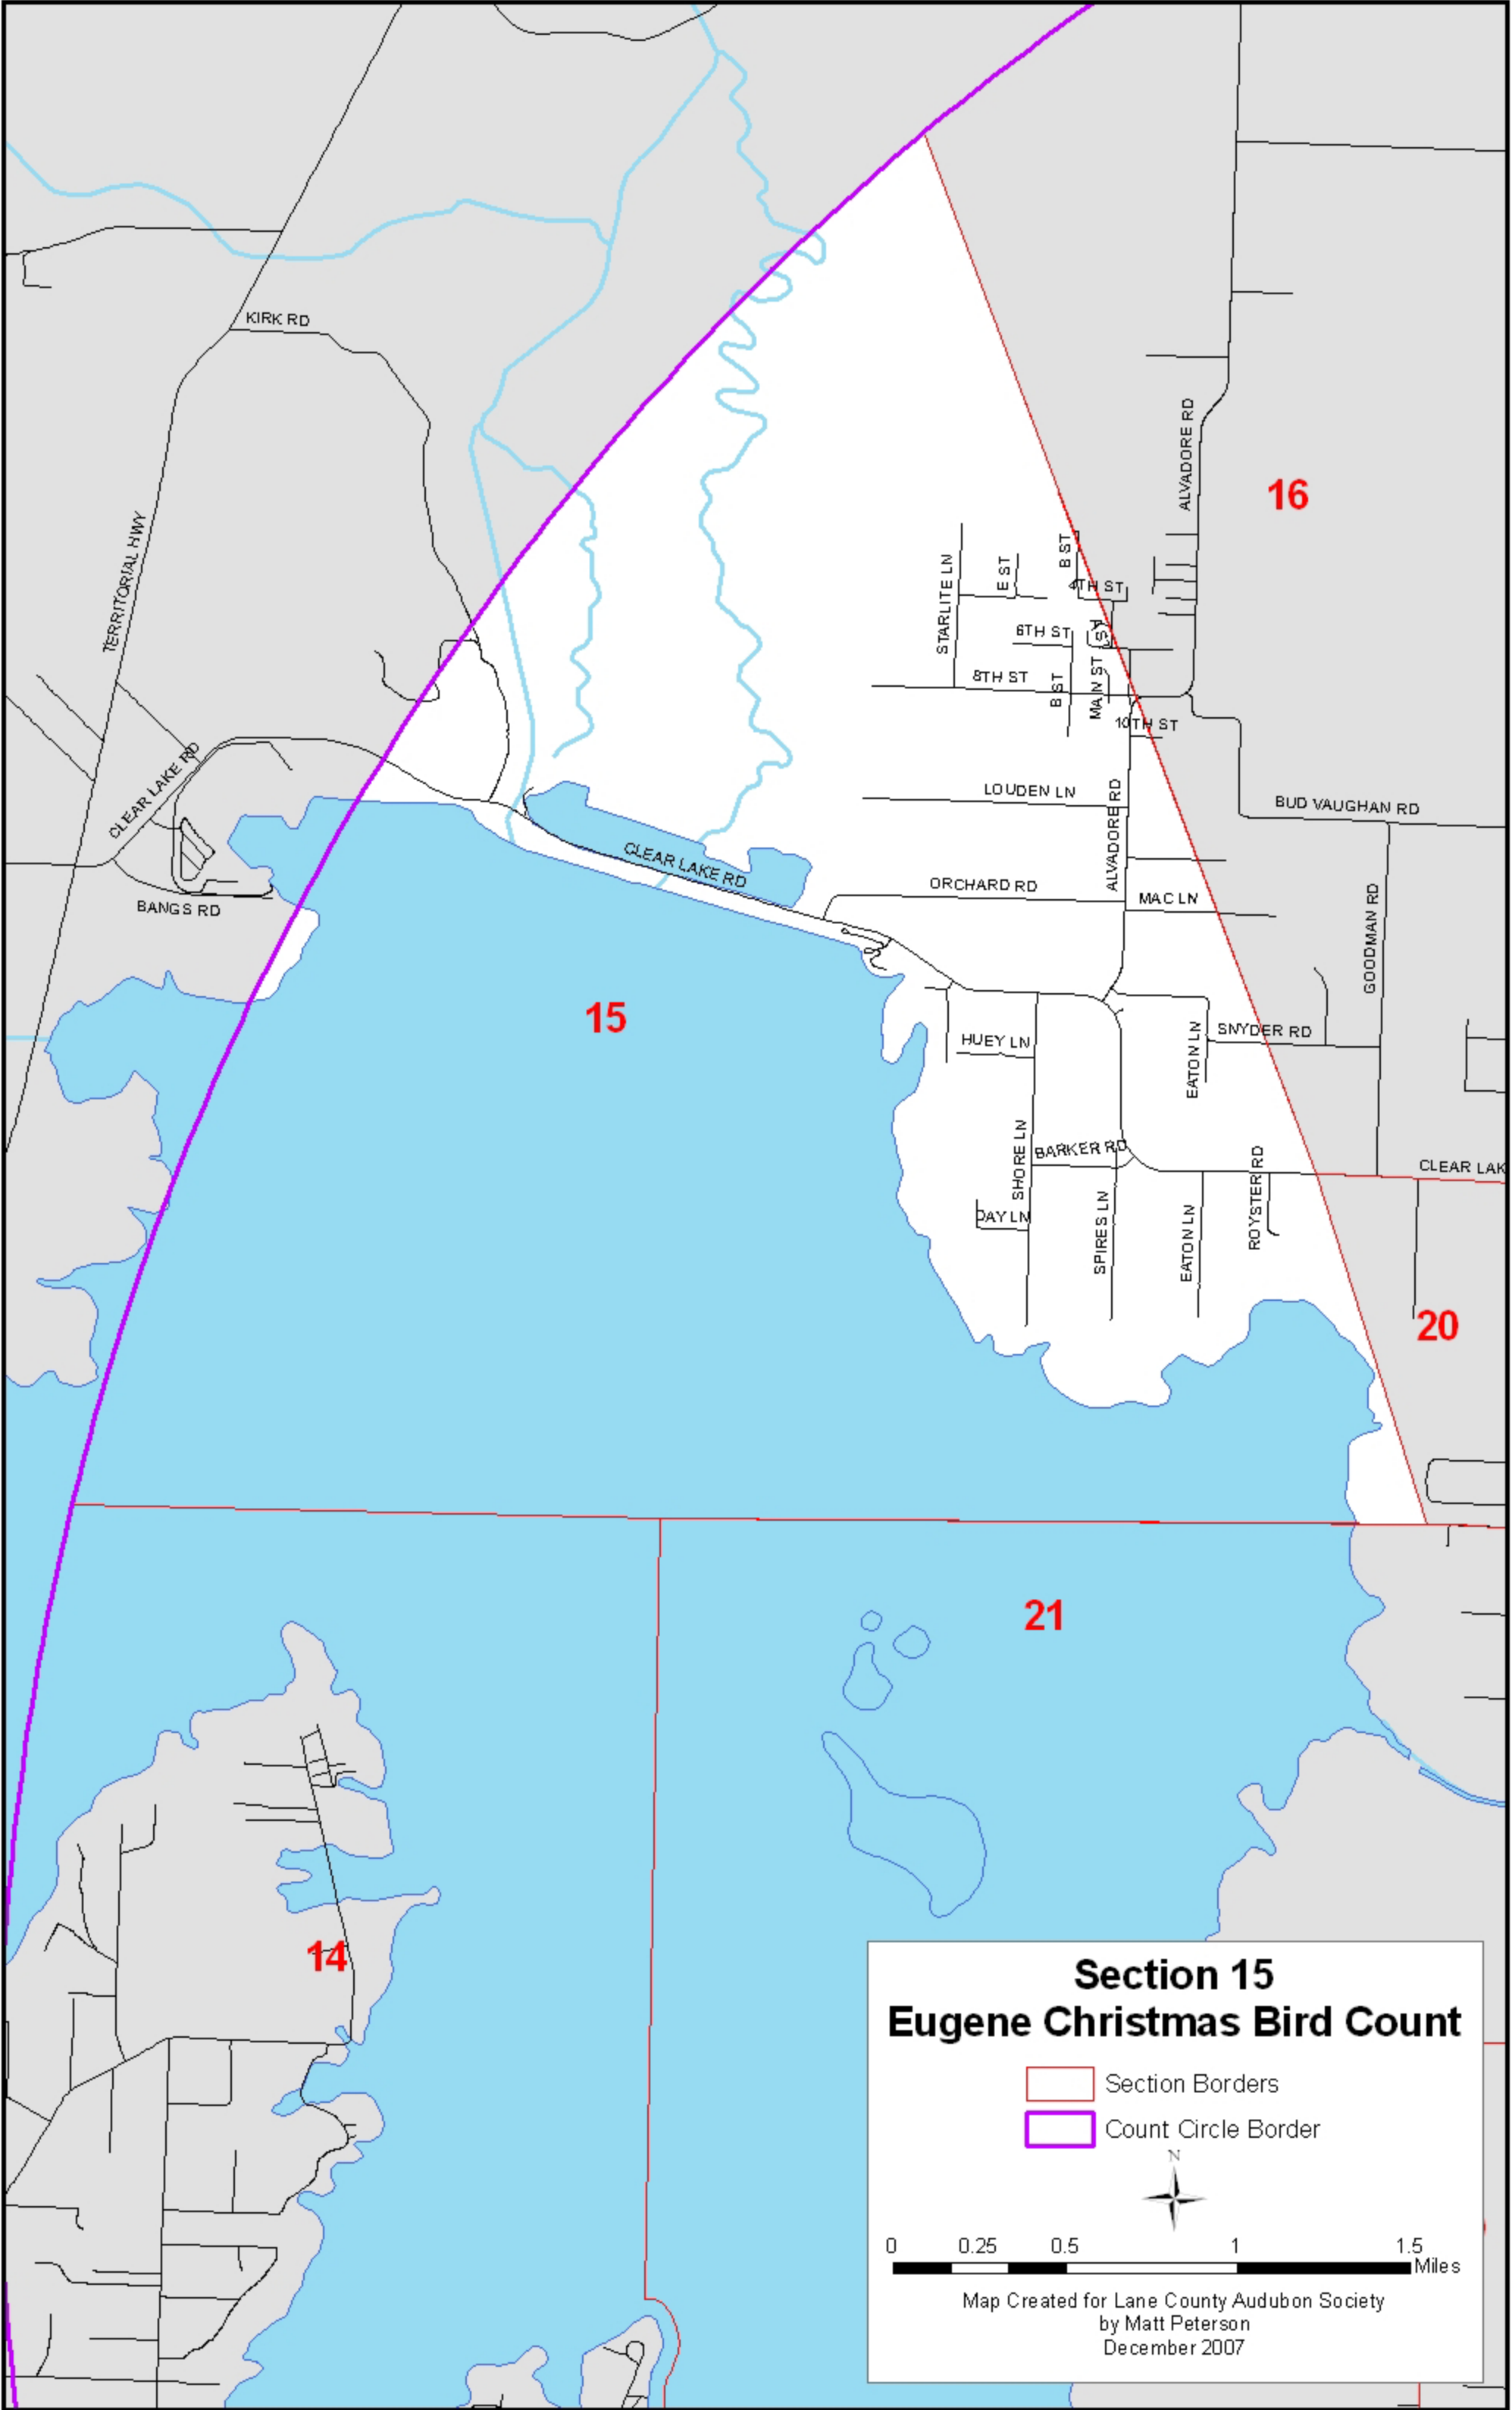 KIRK RD
ALVADORE RD
16
TERRITORIAL HWY
STARLITE LN
E ST
B ST
4TH ST
6TH ST
A ST
8TH ST
B ST
MAIN ST
10TH ST
CLEAR LAKE RD
LOUDEN LN
ALVADORE RD
BUD VAUGHAN RD
CLEAR LAKE RD
ORCHARD RD
MAC LN
BANGS RD
GOODMAN RD
15
HUEY LN
EATON LN
SNYDER RD
SHORE LN
BARKER RD
CLEAR LAK
DAY LN
SPIRES LN
EATON LN
ROYSTER RD
20
21
14
Section 15
Eugene Christmas Bird Count
Section Borders
Count Circle Border
N
0 0.25 0.5 1 1.5
Miles
Map Created for Lane County Audubon Society
by Matt Peterson
December 2007